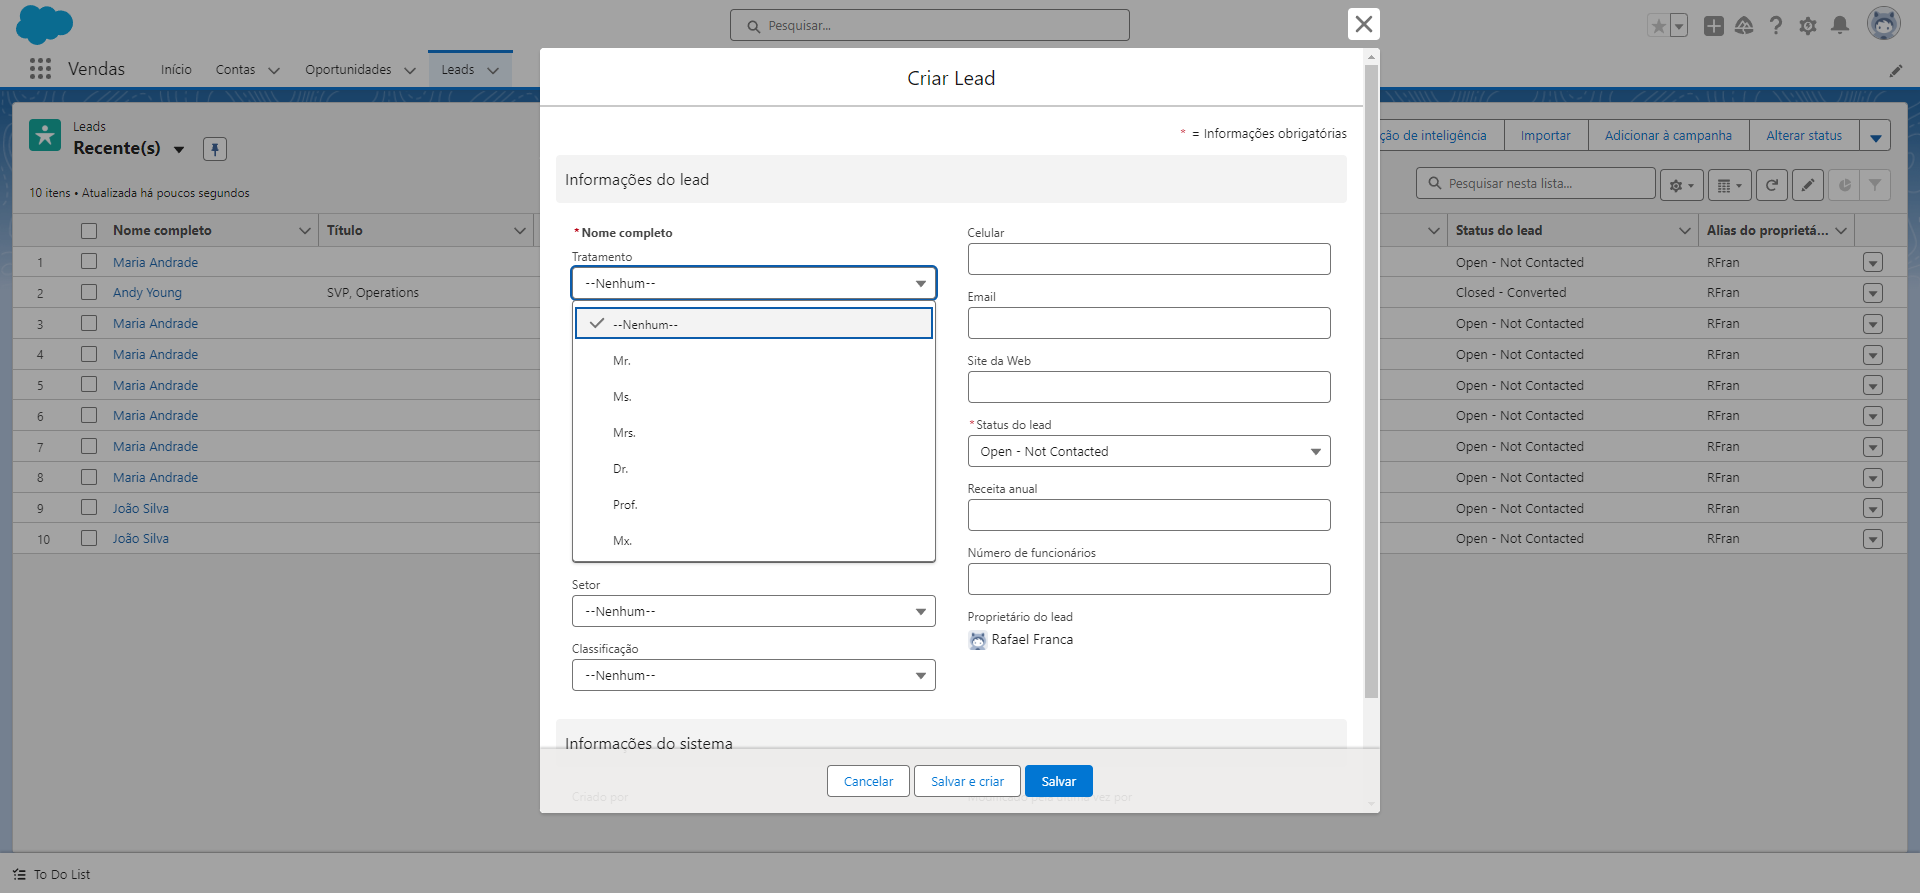 Pesquisar...
Vendas
Início
Contas
Oportunidades
Leads
Criar Lead
* = Informações obrigatórias
Leads
Recente(s)
10 itens • Atualizada há poucos segundos
ção de inteligência
Importar
Adicionar à campanha
Alterar status
Pesquisar nesta lista...
Nome completo
Título
Status do lead
Alias do proprietá...
1 Maria Andrade Open - Not Contacted RFran
2 Andy Young SVP, Operations Closed - Converted RFran
3 Maria Andrade Open - Not Contacted RFran
4 Maria Andrade Open - Not Contacted RFran
5 Maria Andrade Open - Not Contacted RFran
6 Maria Andrade Open - Not Contacted RFran
7 Maria Andrade Open - Not Contacted RFran
8 Maria Andrade Open - Not Contacted RFran
9 João Silva Open - Not Contacted RFran
10 João Silva Open - Not Contacted RFran
Informações do lead
*Nome completo
Tratamento
--Nenhum--
--Nenhum--
Mr.
Ms.
Mrs.
Dr.
Prof.
Mx.
Setor
--Nenhum--
Classificação
--Nenhum--
Celular
Email
Site da Web
*Status do lead
Open - Not Contacted
Receita anual
Número de funcionários
Proprietário do lead
Rafael Franca
Informações do sistema
Criado por
Modificado pela última vez por
Cancelar
Salvar e criar
Salvar
To Do List